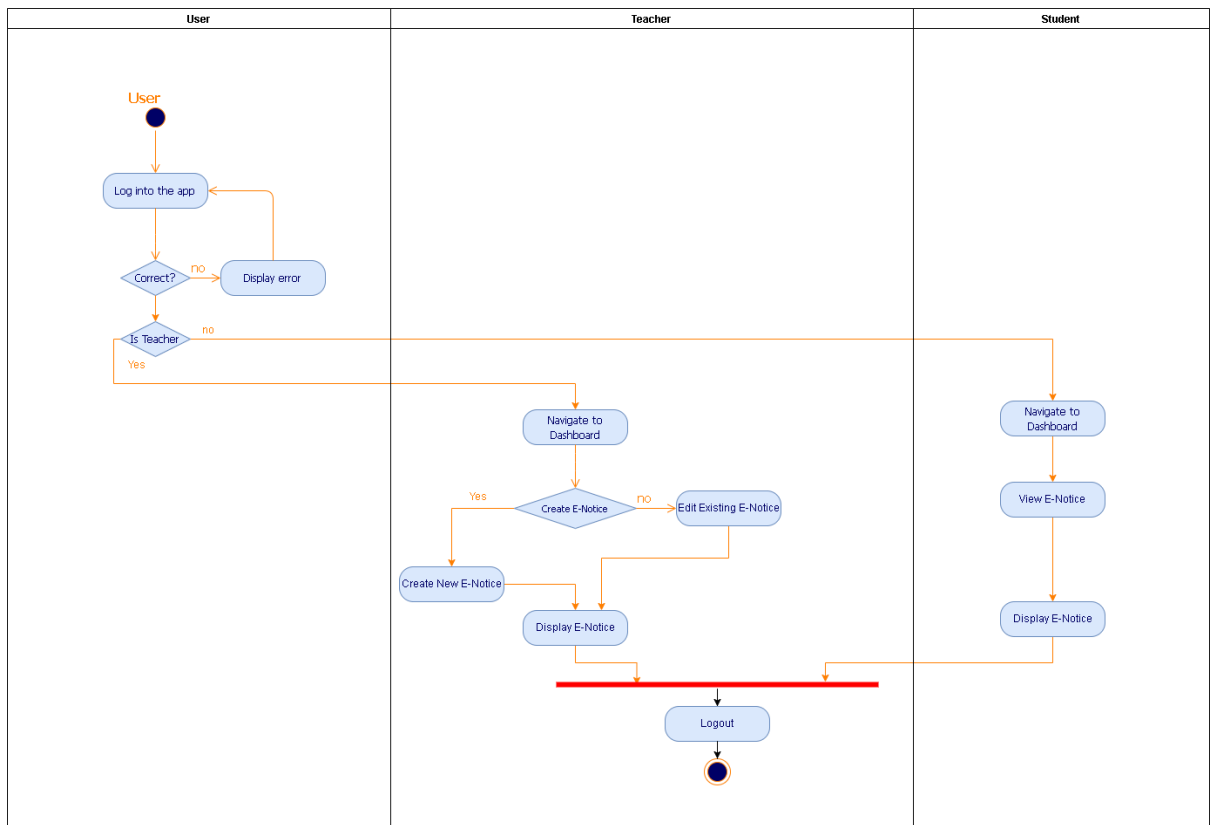 User
Teacher
Student
User
Log into the app
Correct?
no
Display error
Is Teacher
no
Yes
Navigate to
Dashboard
Navigate to
Dashboard
Yes
Create E-Notice
no
Edit Existing E-Notice
View E-Notice
Create New E-Notice
Display E-Notice
Display E-Notice
Logout